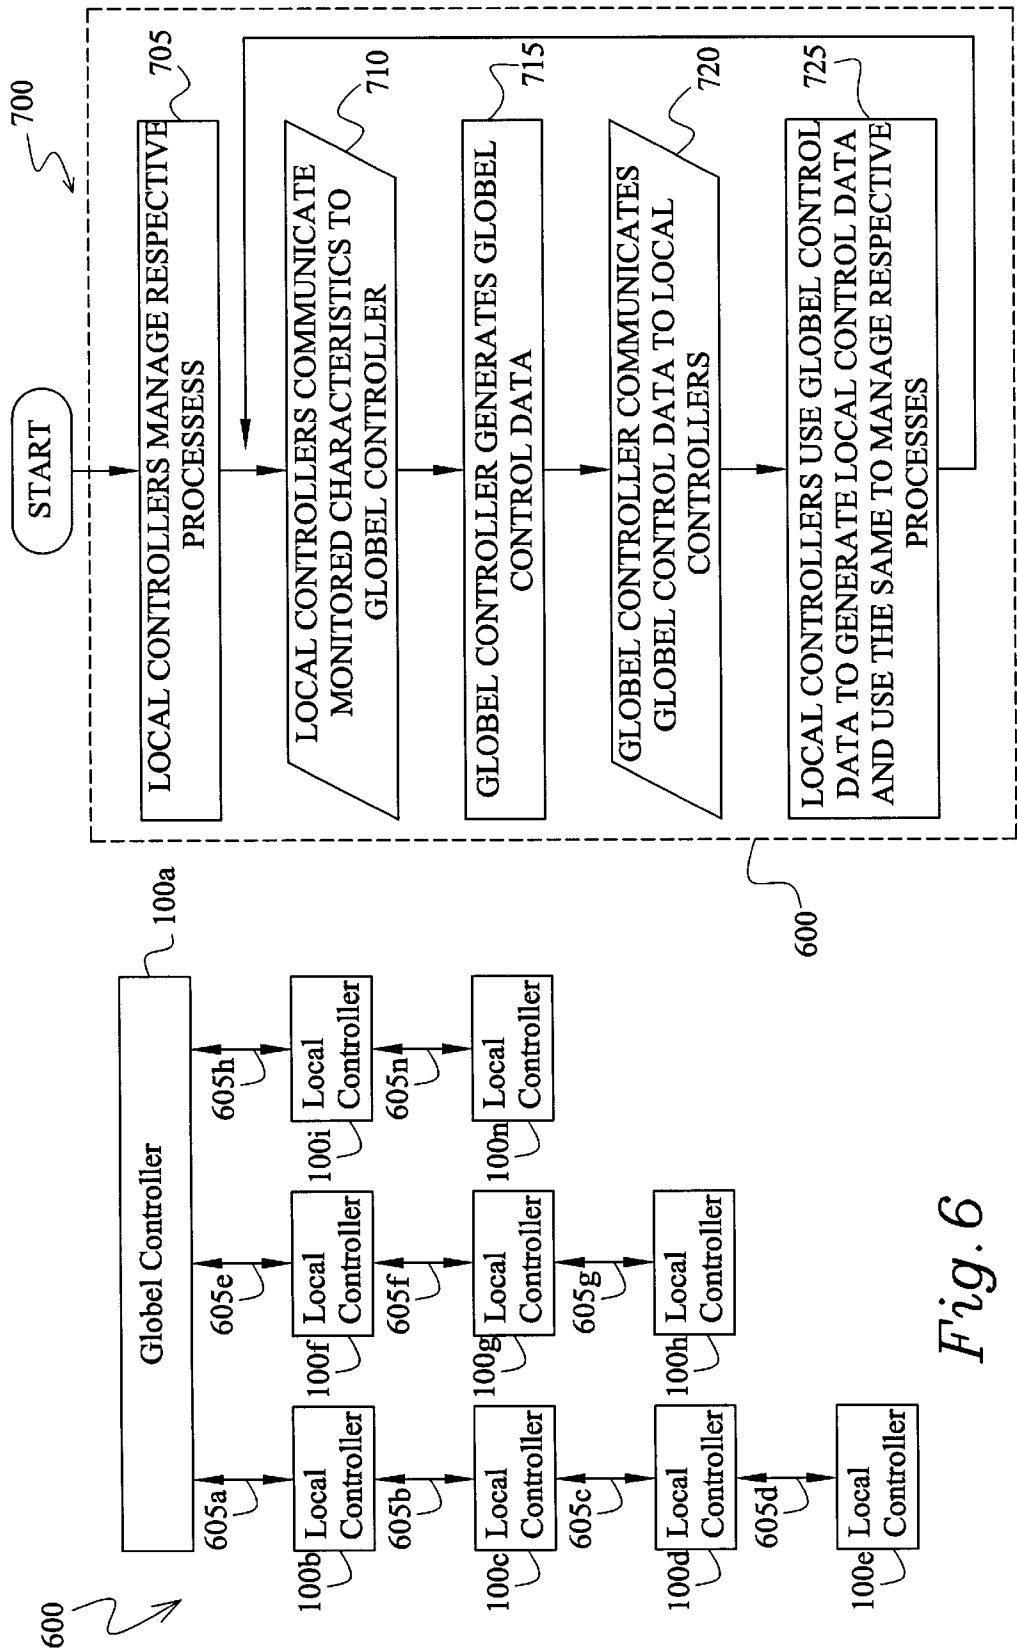 600
Globel Controller
100a
605a
605e
605h
100b
Local
Controller
100f
Local
Controller
100i
Local
Controller
605b
605f
605n
100c
Local
Controller
100g
Local
Controller
100n
Local
Controller
605c
605g
100d
Local
Controller
100h
Local
Controller
605d
100e
Local
Controller
Fig. 6
START
700
LOCAL CONTROLLERS MANAGE RESPECTIVE
PROCESSESS
705
LOCAL CONTROLLERS COMMUNICATE
MONITORED CHARACTERISTICS TO
GLOBEL CONTROLLER
710
GLOBEL CONTROLLER GENERATES GLOBEL
CONTROL DATA
715
GLOBEL CONTROLLER COMMUNICATES
GLOBEL CONTROL DATA TO LOCAL
CONTROLLERS
720
LOCAL CONTROLLERS USE GLOBEL CONTROL
DATA TO GENERATE LOCAL CONTROL DATA
AND USE THE SAME TO MANAGE RESPECTIVE
PROCESSES
725
600